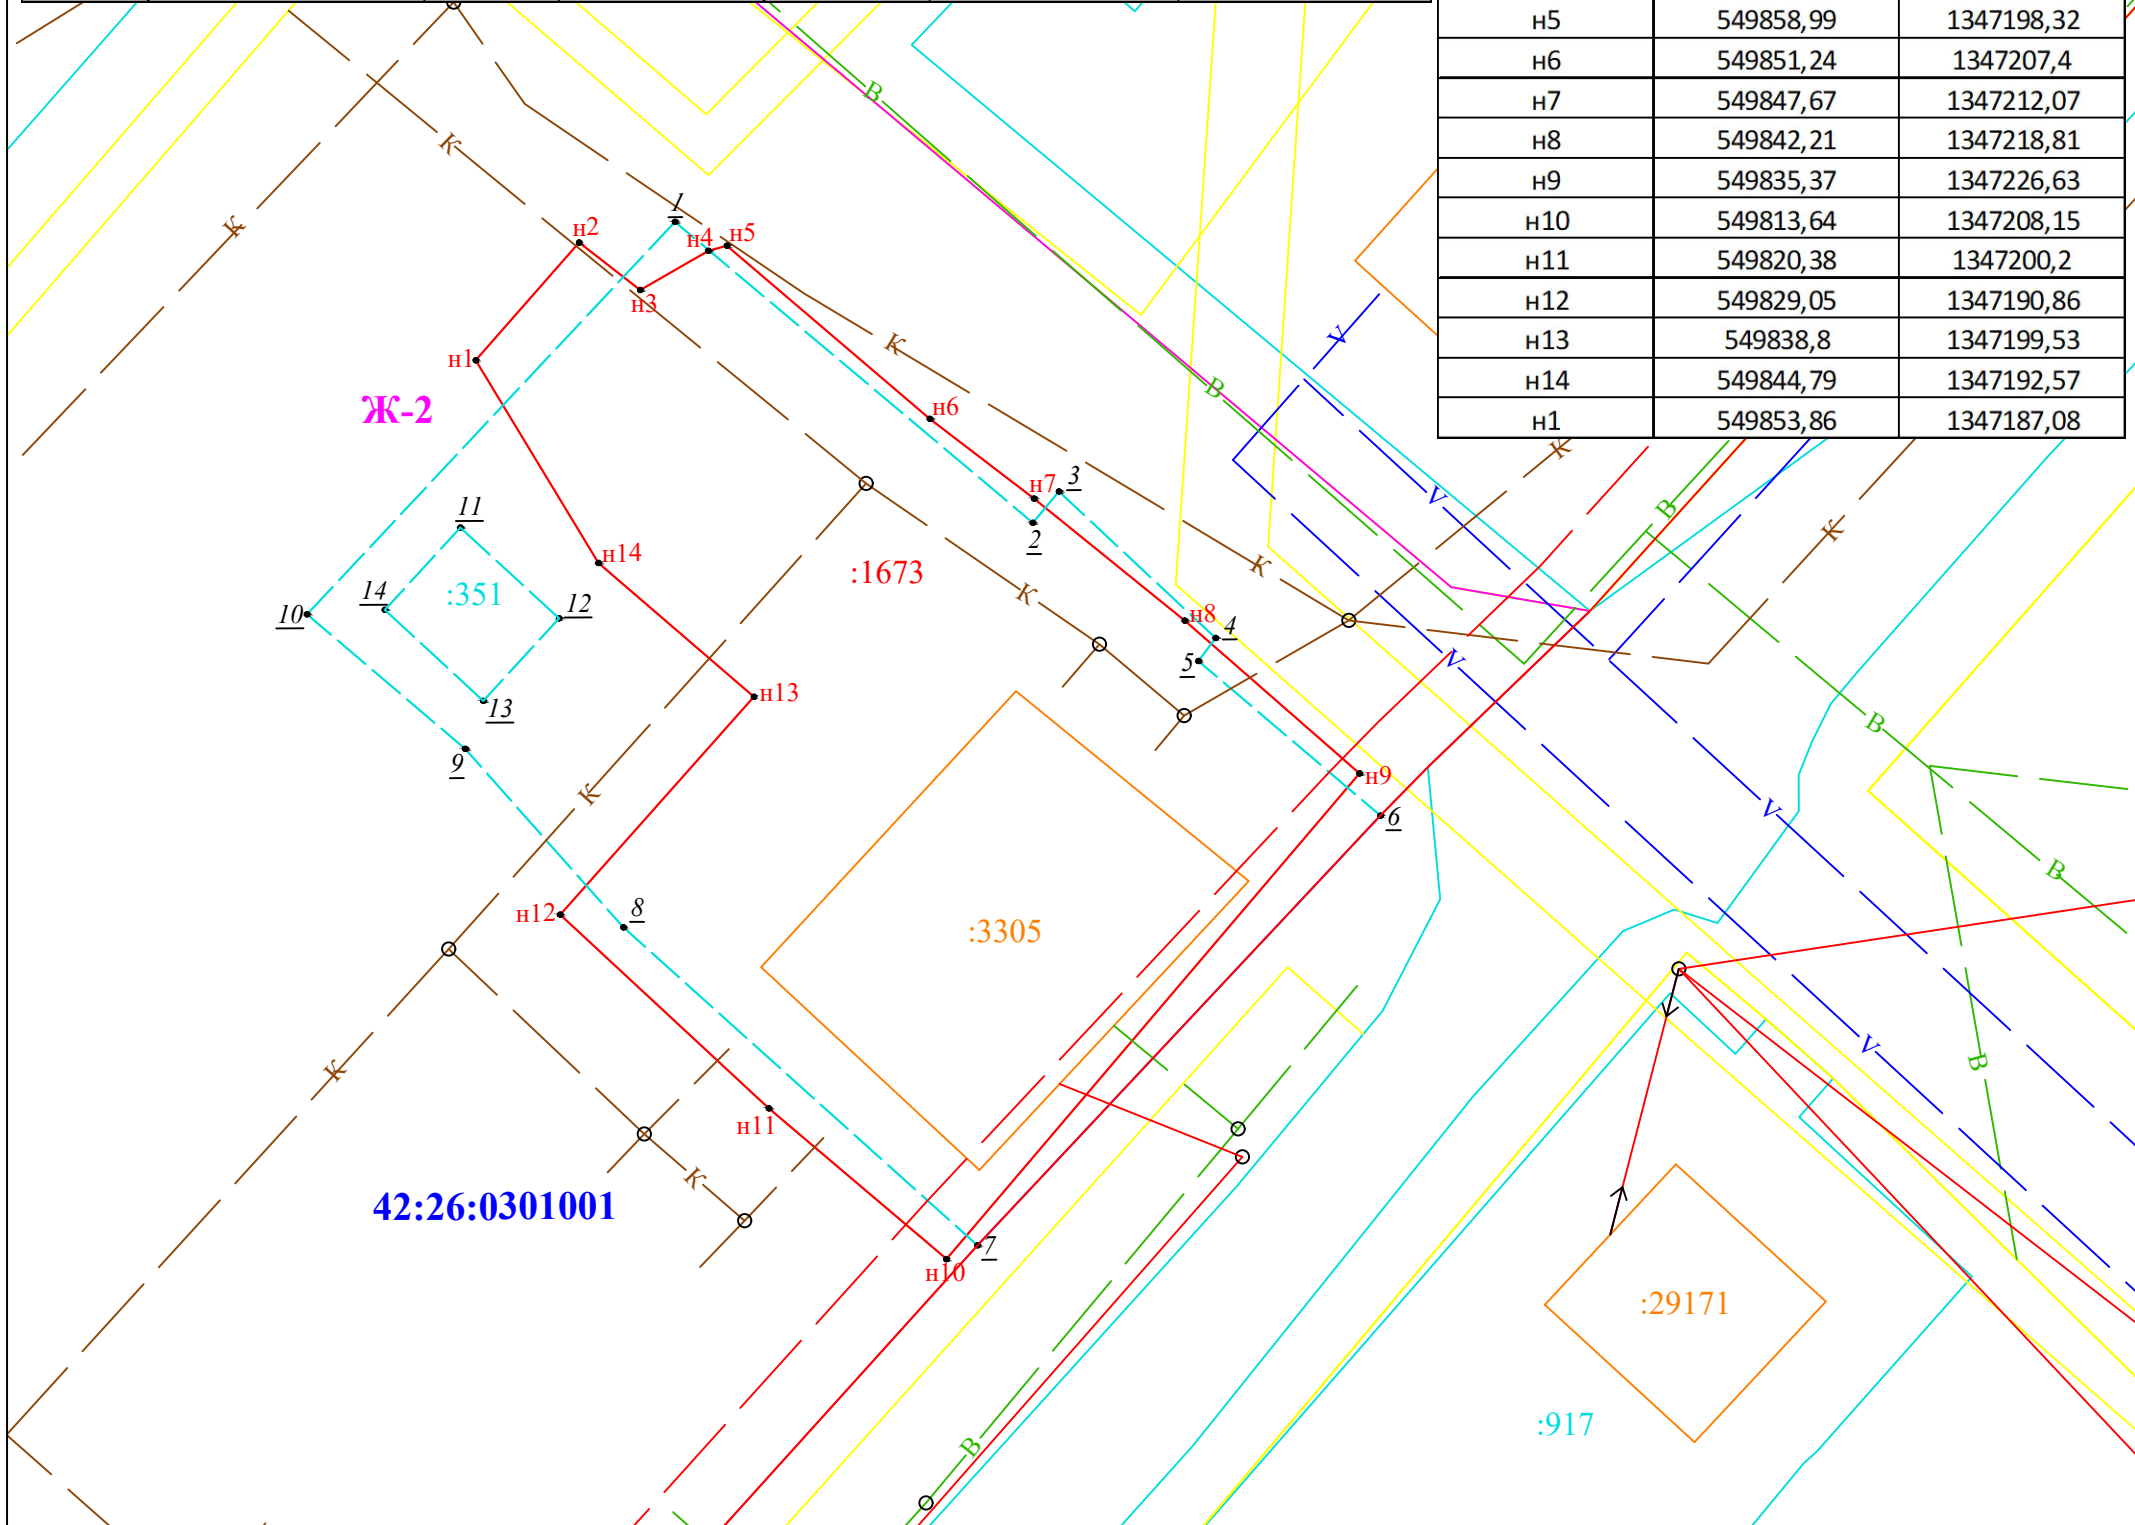 н5 549858,99 1347198,32
н6 549851,24 1347207,4
н7 549847,67 1347212,07
н8 549842,21 1347218,81
н9 549835,37 1347226,63
н10 549813,64 1347208,15
н11 549820,38 1347200,2
н12 549829,05 1347190,86
н13 549838,8 1347199,53
н14 549844,79 1347192,57
н1 549853,86 1347187,08
В
К
1
К
н2
н4
н5
н3
V
К
н1
В
Ж-2
н6
К
3
н7
V
11
В
К
2
н14
К
:1673
14
:351
К
12
10
н8
4
V
5
н13
13
В
9
н9
К
V
6
В
8
н12
:3305
V
В
К
н11
К
42:26:0301001
7
н10
:29171
:917
В